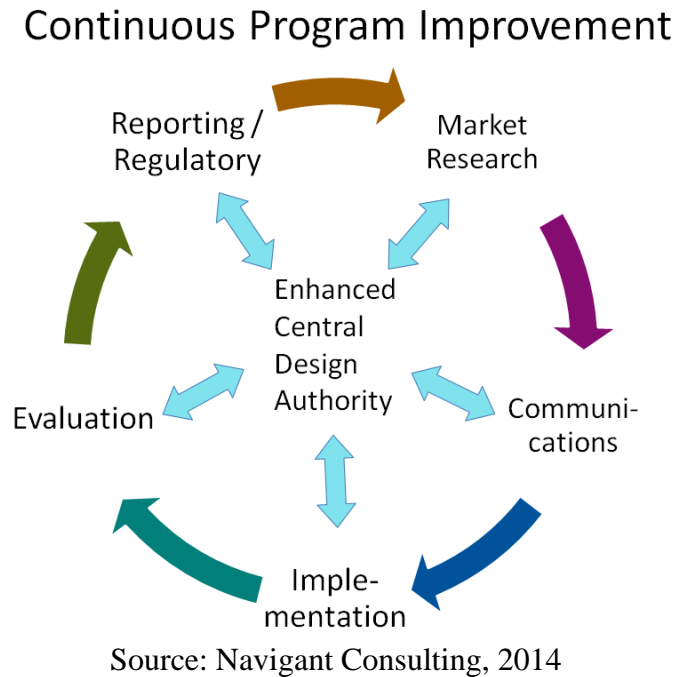 Continuous Program Improvement
Reporting /
Regulatory
Market
Research
Enhanced
Central
Design
Authority
Evaluation
Communi-
cations
Imple-
mentation
Source: Navigant Consulting, 2014